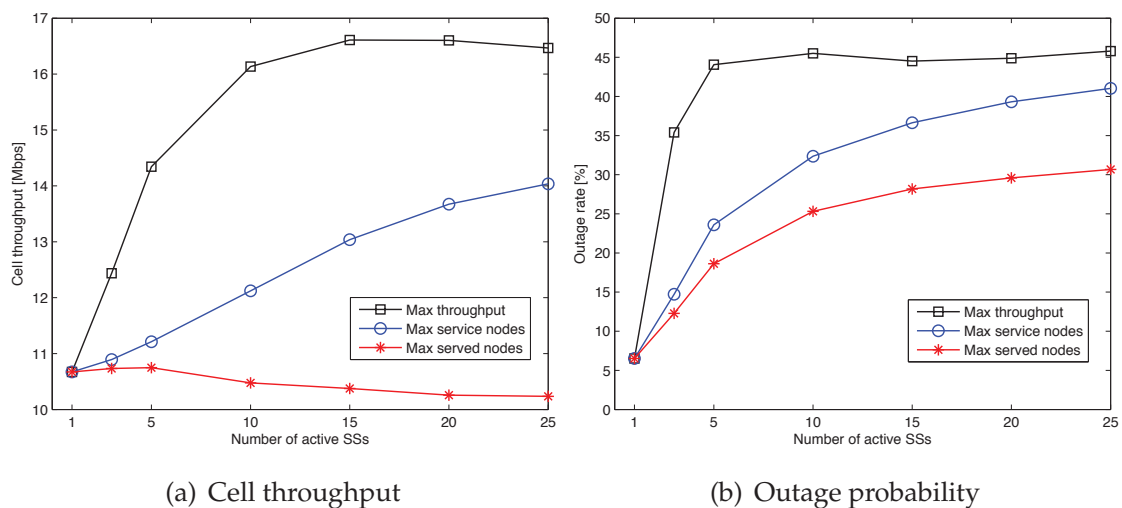 17
16
15
14
13
12
11
10
Cell throughput [Mbps]
1 5 10 15 20 25
Number of active SSs
Max throughput
Max service nodes
Max served nodes
(a) Cell throughput
50
45
40
35
30
25
20
15
10
5
0
Outage rate [%]
1 5 10 15 20 25
Number of active SSs
Max throughput
Max service nodes
Max served nodes
(b) Outage probability